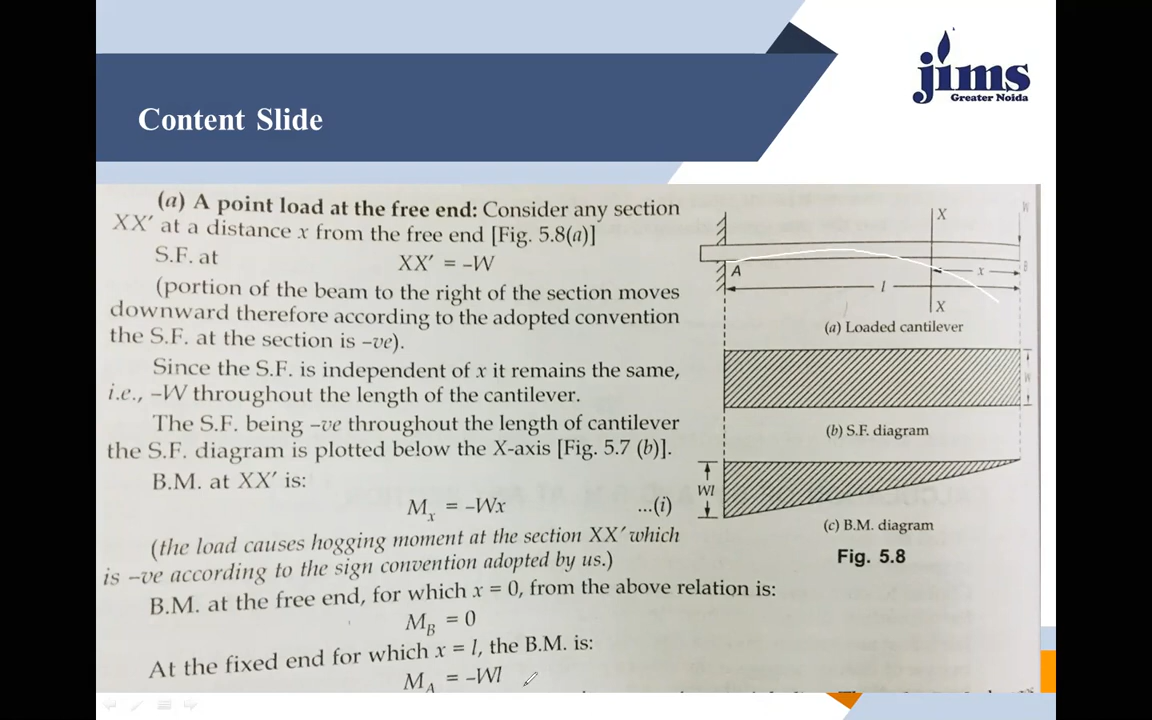 jims
Greater Noida
Content Slide
(a) A point load at the free end: Consider any section
XX′ at a distance x from the free end [Fig. 5.8(a)]
S.F. at XX′ = –W
(portion of the beam to the right of the section moves
downward therefore according to the adopted convention
the S.F. at the section is –ve).
Since the S.F. is independent of x it remains the same,
i.e., –W throughout the length of the cantilever.
The S.F. being –ve throughout the length of cantilever
the S.F. diagram is plotted below the X-axis [Fig. 5.7 (b)].
B.M. at XX′ is:
Mx = –Wx ...(i)
(the load causes hogging moment at the section XX′ which
is –ve according to the sign convention adopted by us.)
B.M. at the free end, for which x = 0, from the above relation is:
MB = 0
At the fixed end for which x = l, the B.M. is:
MA = –Wl
X
W
A
x
B
l
X
(a) Loaded cantilever
W
(b) S.F. diagram
Wl
(c) B.M. diagram
Fig. 5.8